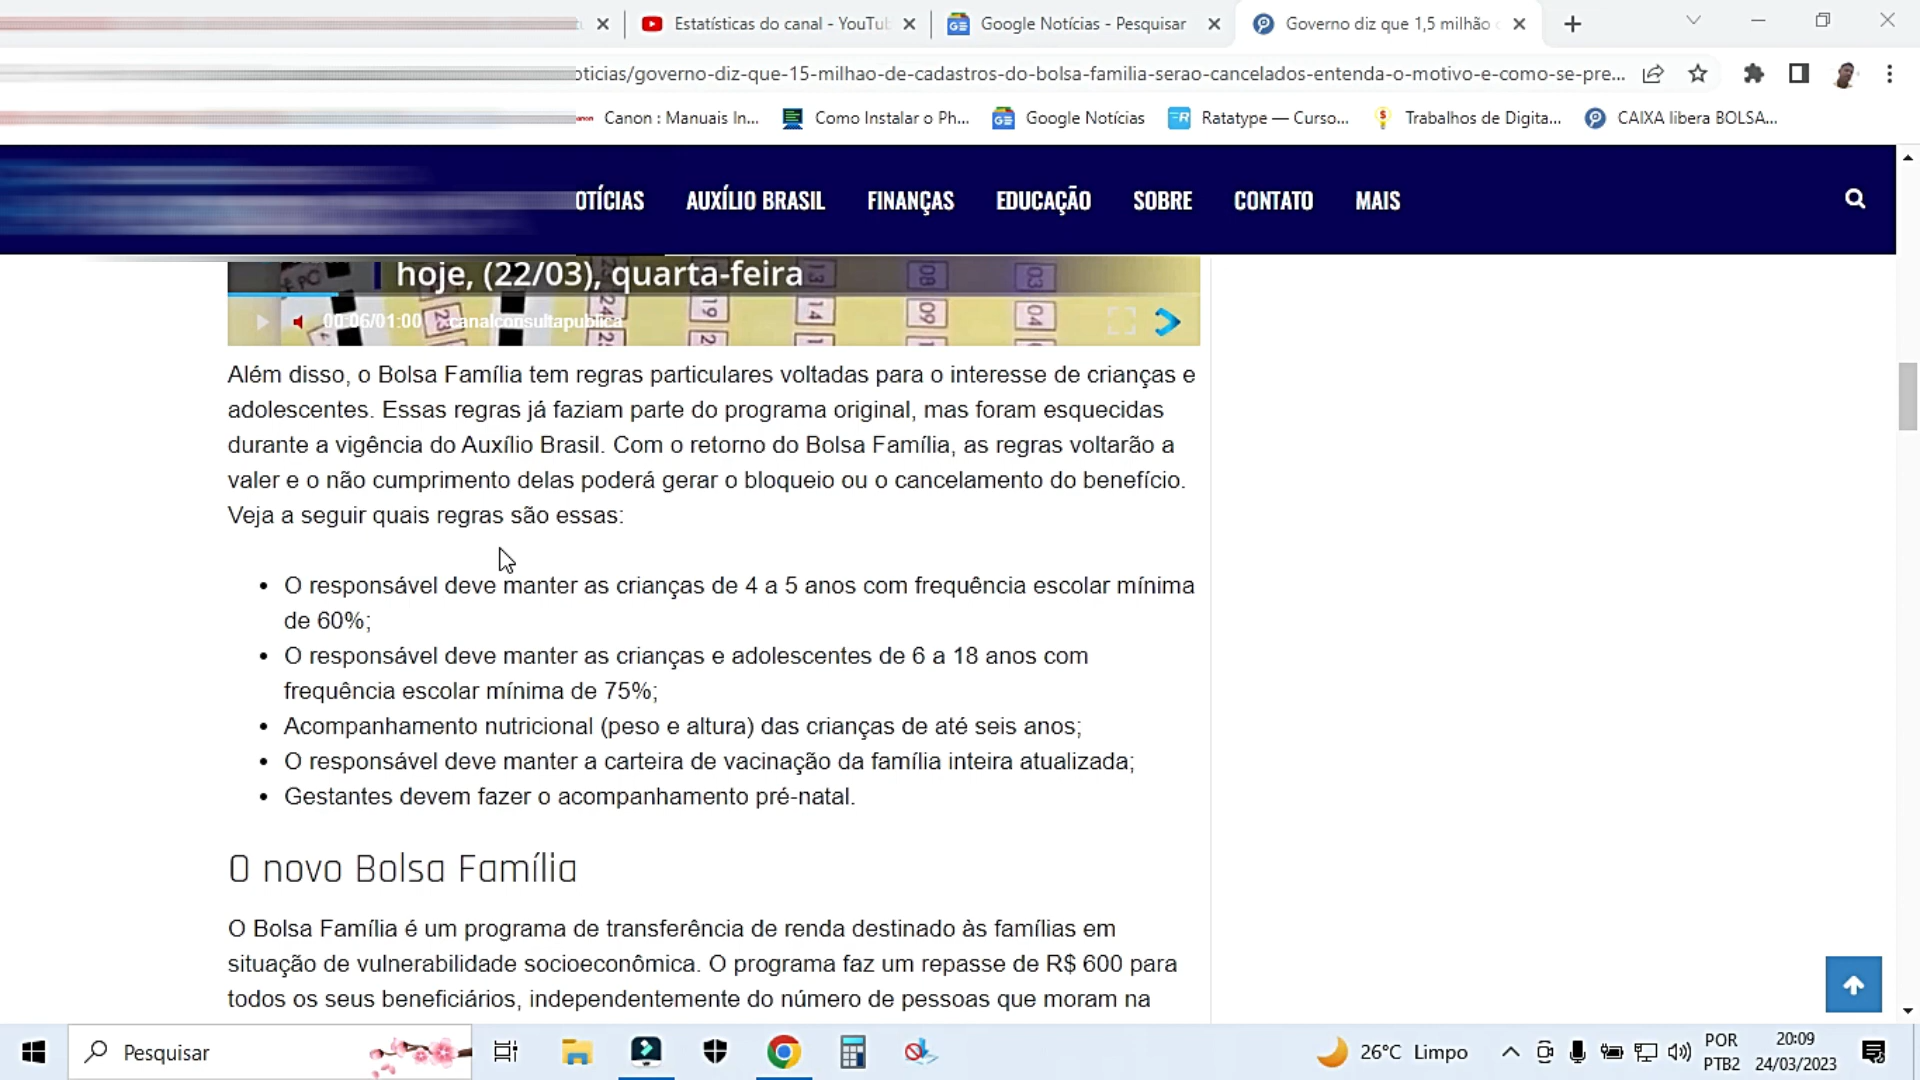 Estatísticas do canal - YouTu
Google Notícias - Pesquisar
Governo diz que 1,5 milhão
oticias/governo-diz-que-15-milhao-de-cadastros-do-bolsa-familia-serao-cancelados-entenda-o-motivo-e-como-se-pre...
Canon : Manuais In...
Como Instalar o Ph...
Google Notícias
Ratatype — Curso...
Trabalhos de Digita...
CAIXA libera BOLSA...
OTÍCIAS
AUXÍLIO BRASIL
FINANÇAS
EDUCAÇÃO
SOBRE
CONTATO
MAIS
hoje, (22/03), quarta-feira
00:06/01:00
canalconsultapublica
Além disso, o Bolsa Família tem regras particulares voltadas para o interesse de crianças e
adolescentes. Essas regras já faziam parte do programa original, mas foram esquecidas
durante a vigência do Auxílio Brasil. Com o retorno do Bolsa Família, as regras voltarão a
valer e o não cumprimento delas poderá gerar o bloqueio ou o cancelamento do benefício.
Veja a seguir quais regras são essas:
• O responsável deve manter as crianças de 4 a 5 anos com frequência escolar mínima
de 60%;
• O responsável deve manter as crianças e adolescentes de 6 a 18 anos com
frequência escolar mínima de 75%;
• Acompanhamento nutricional (peso e altura) das crianças de até seis anos;
• O responsável deve manter a carteira de vacinação da família inteira atualizada;
• Gestantes devem fazer o acompanhamento pré-natal.
O novo Bolsa Família
O Bolsa Família é um programa de transferência de renda destinado às famílias em
situação de vulnerabilidade socioeconômica. O programa faz um repasse de R$ 600 para
todos os seus beneficiários, independentemente do número de pessoas que moram na
Pesquisar
26°C Limpo
POR
PTB2
20:09
24/03/2023